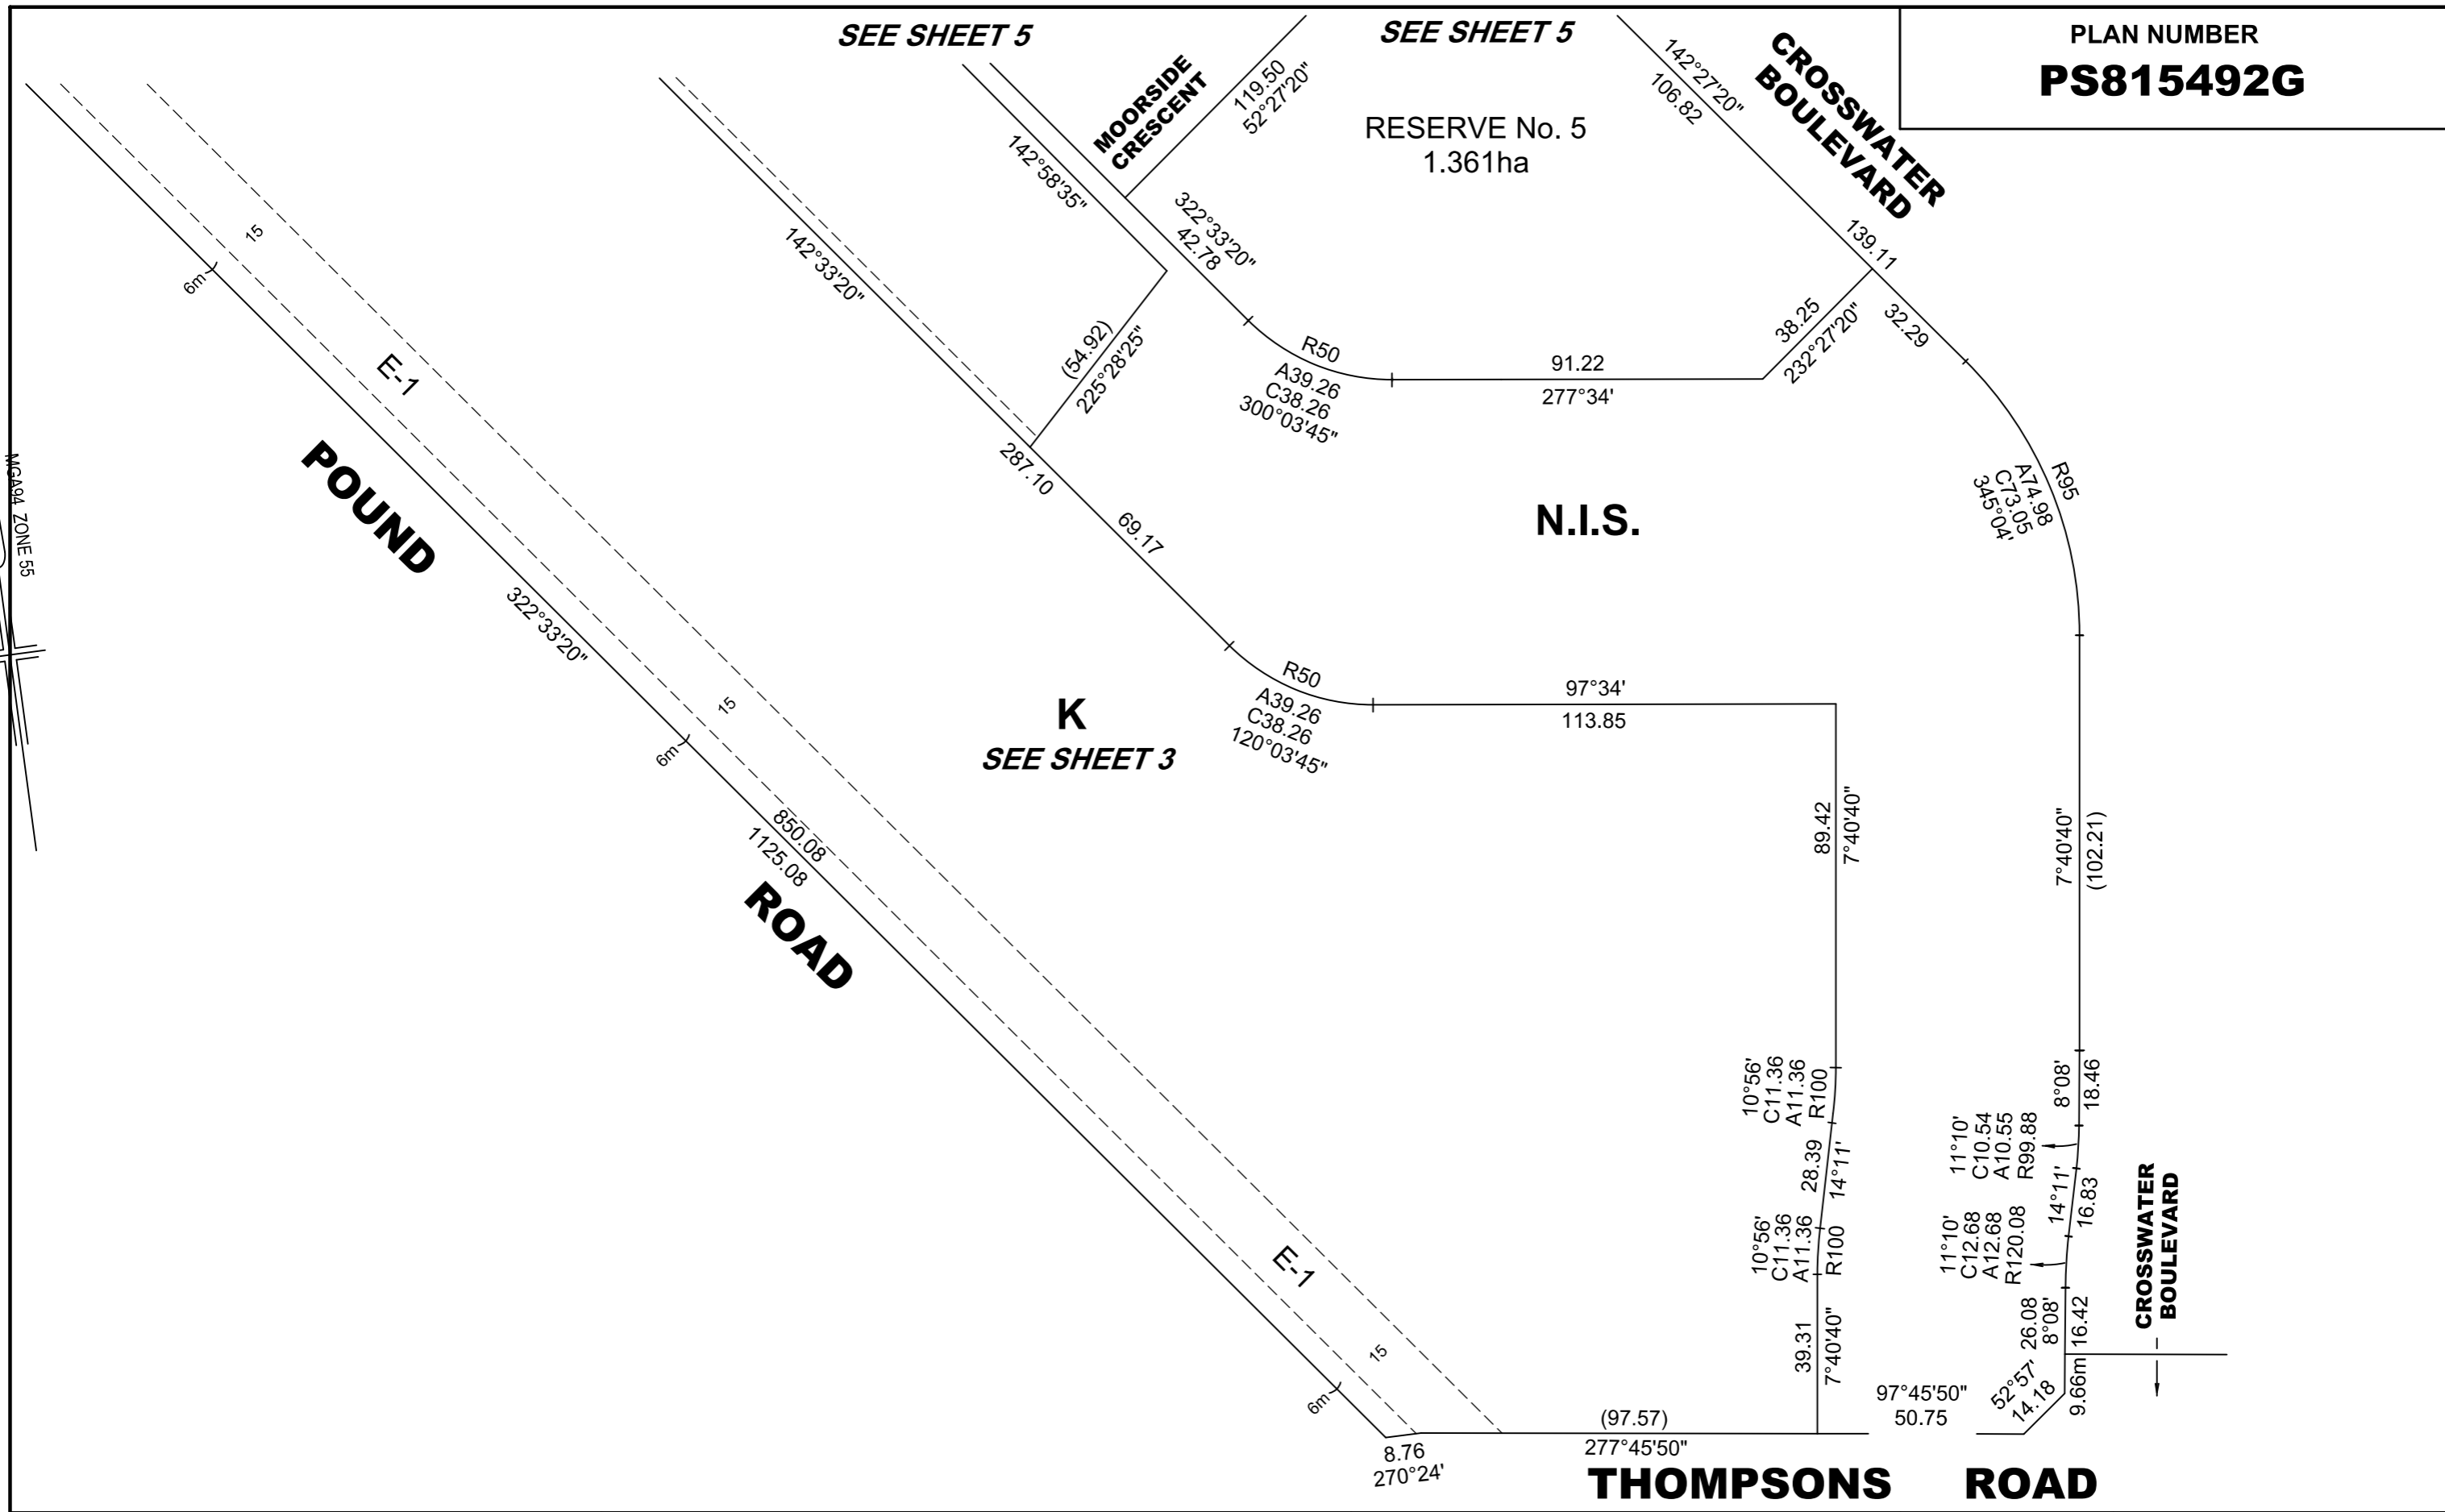 SEE SHEET 5
SEE SHEET 5
PLAN NUMBER
PS815492G
MOORSIDE
CRESCENT
119.50
52°27'20"
RESERVE No. 5
1.361ha
142°27'20"
106.82
CROSSWATER
BOULEVARD
142°58'35"
142°33'20"
322°33'20"
42.78
139.11
32.29
38.25
232°27'20"
15
6m
E-1
R50
A39.26
C38.26
300°03'45"
91.22
277°34'
(54.92)
225°28'25"
287.10
69.17
POUND
MGA94 ZONE 55
N.I.S.
R95
A74.98
C73.05
345°04'
322°33'20"
15
6m
K
SEE SHEET 3
R50
A39.26
C38.26
120°03'45"
97°34'
113.85
850.08
1125.08
ROAD
89.42
7°40'40"
7°40'40"
(102.21)
10°56'
C11.36
A11.36
R100
8°08'
18.46
11°10'
C10.54
A10.55
R99.88
28.39
14°11'
14°11'
16.83
10°56'
C11.36
A11.36
R100
11°10'
C12.68
A12.68
R120.08
CROSSWATER
BOULEVARD
E-1
15
6m
39.31
7°40'40"
26.08
8°08'
16.42
52°57'
14.18
9.66m
97°45'50"
50.75
(97.57)
277°45'50"
8.76
270°24'
THOMPSONS ROAD